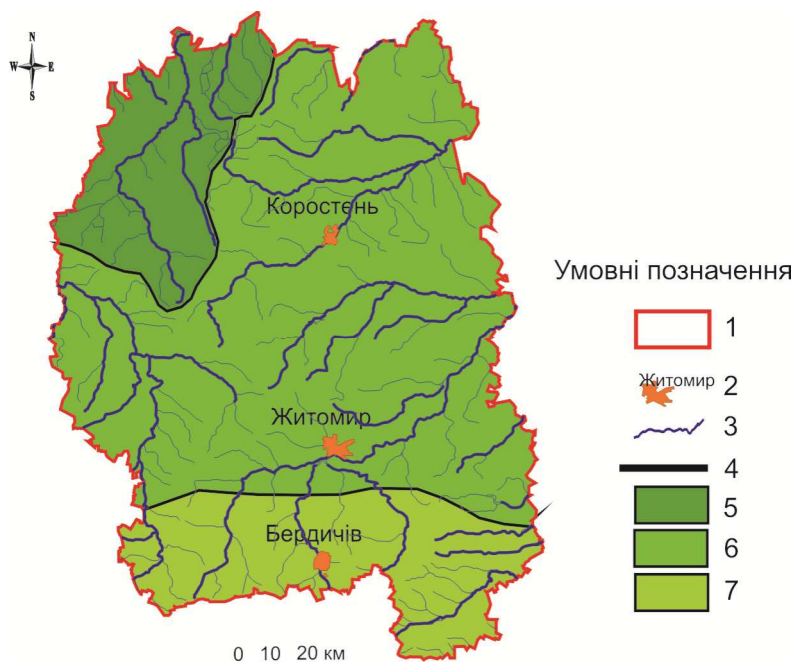 N
W E
S
Коростень
Житомир
Бердичів
0 10 20 км
Умовні позначення
1
Житомир 2
3
4
5
6
7